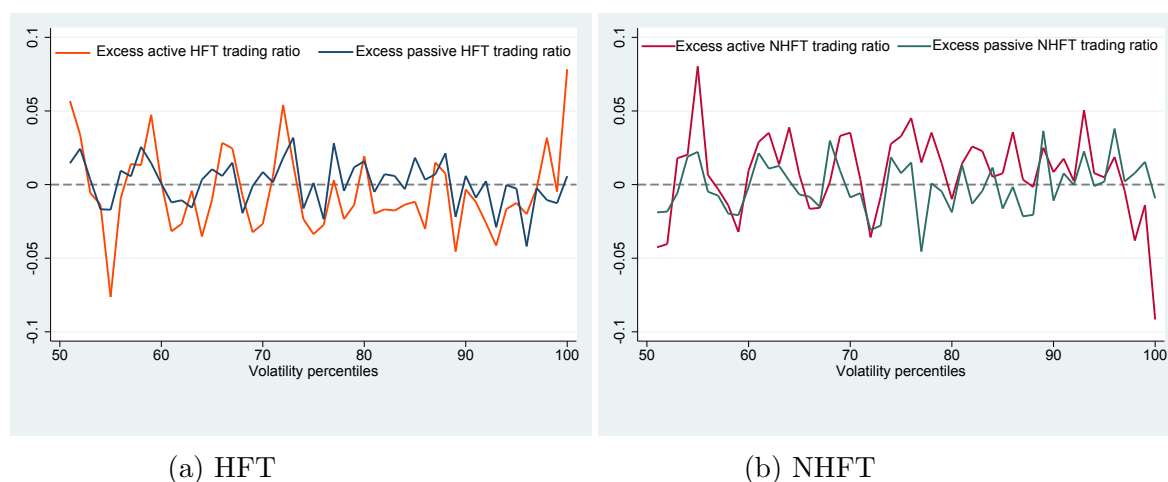 Excess active HFT trading ratio
Excess passive HFT trading ratio
0.1
0.05
0
-0.05
-0.1
50
60
70
80
90
100
Volatility percentiles
(a) HFT
Excess active NHFT trading ratio
Excess passive NHFT trading ratio
0.1
0.05
0
-0.05
-0.1
50
60
70
80
90
100
Volatility percentiles
(b) NHFT